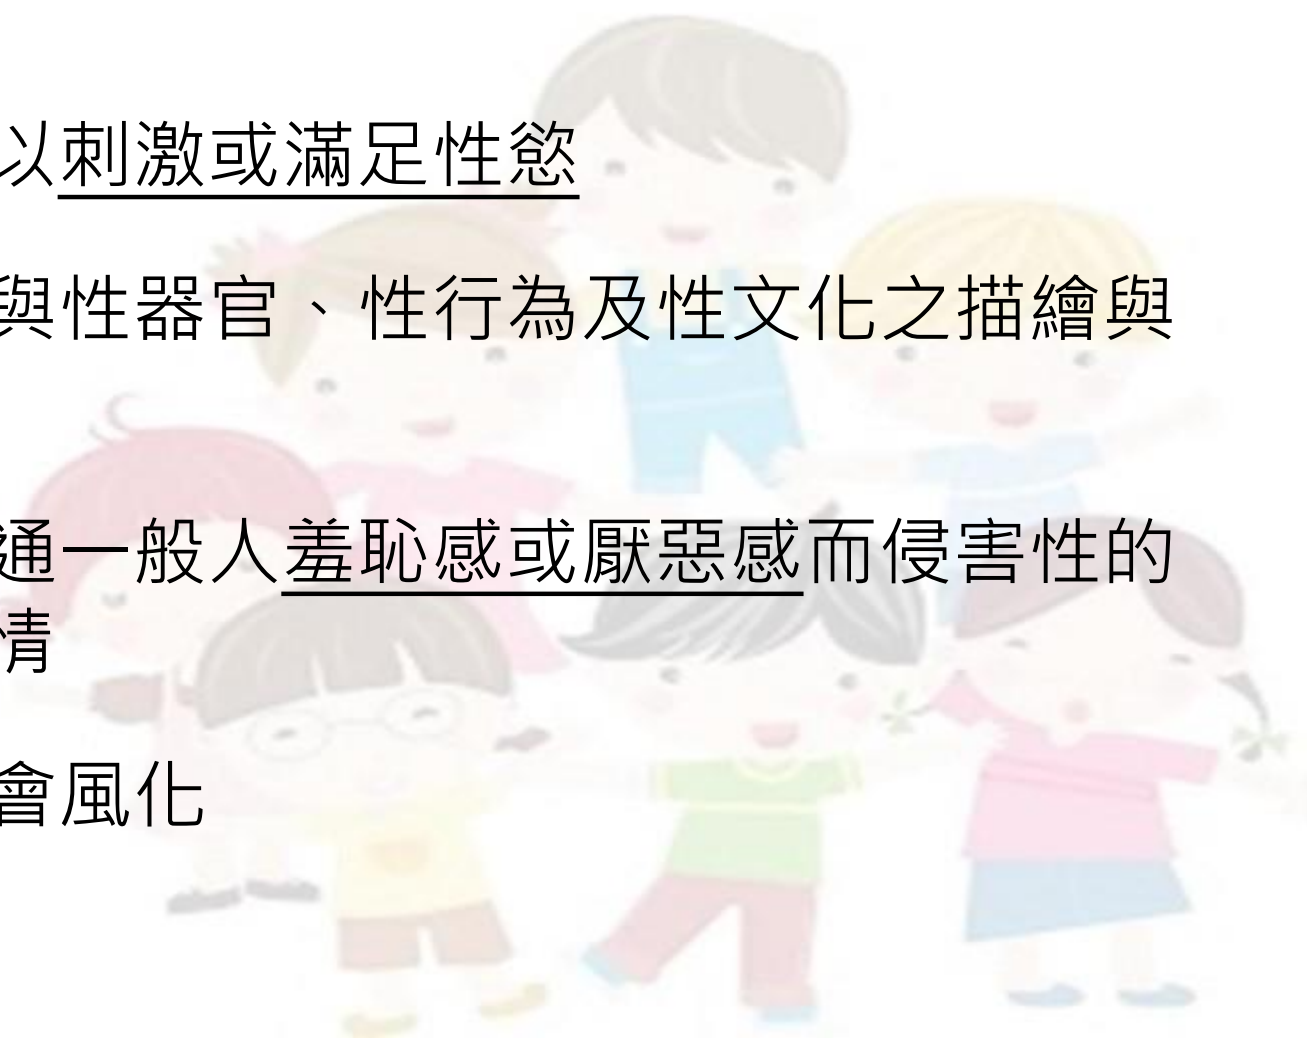 以刺激或滿足性慾
與性器官、性行為及性文化之描繪與
通一般人羞恥感或厭惡感而侵害性的
情
會風化